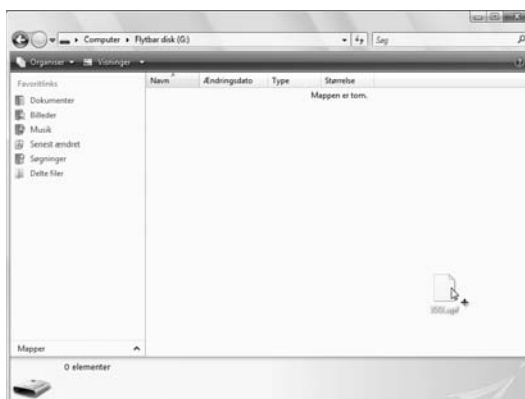 Computer ▸ Flytbar disk (G:)
Søg
Organiser Visninger
Favoritlinks
Navn Ændringsdato Type Størrelse
Mappen er tom.
Dokumenter
Billeder
Musik
Senest ændret
Søgninger
Delte filer
Mapper
0 elementer